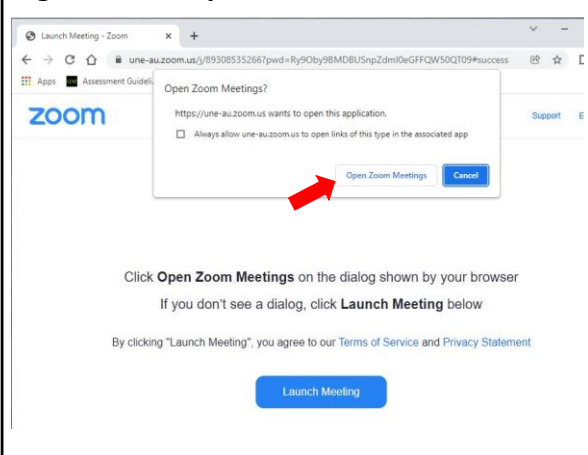 Launch Meeting - Zoom
une-au.zoom.us/j/89308535266?pwd=Ry9Oby9BMDBUSnpZdml0eGFFQW50QT09#success
Apps Assessment Guideli
zoom
Support
Open Zoom Meetings?
https://une-au.zoom.us wants to open this application.
Always allow une-au.zoom.us to open links of this type in the associated app
Open Zoom Meetings Cancel
Click Open Zoom Meetings on the dialog shown by your browser
If you don't see a dialog, click Launch Meeting below
By clicking "Launch Meeting", you agree to our Terms of Service and Privacy Statement
Launch Meeting